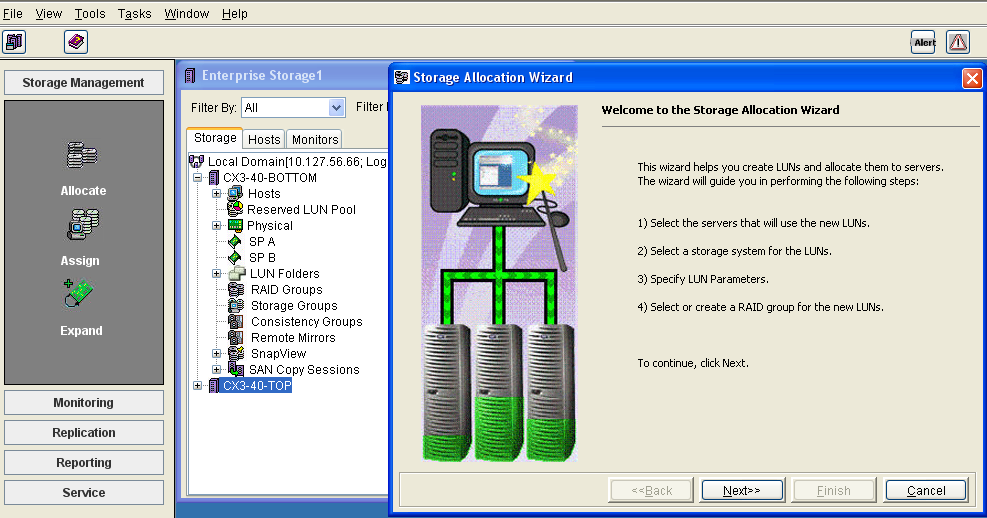 File View Tools Tasks Window Help
Alert
Storage Management
Allocate
Assign
Expand
Monitoring
Replication
Reporting
Service
Enterprise Storage1
Filter By: All Filter
Storage Hosts Monitors
Local Domain[10.127.56.66; Log
CX3-40-BOTTOM
Hosts
Reserved LUN Pool
Physical
SP A
SP B
LUN Folders
RAID Groups
Storage Groups
Consistency Groups
Remote Mirrors
SnapView
SAN Copy Sessions
CX3-40-TOP
Storage Allocation Wizard
Welcome to the Storage Allocation Wizard
This wizard helps you create LUNs and allocate them to servers.
The wizard will guide you in performing the following steps:
1) Select the servers that will use the new LUNs.
2) Select a storage system for the LUNs.
3) Specify LUN Parameters.
4) Select or create a RAID group for the new LUNs.
To continue, click Next.
<<Back Next>> Finish Cancel